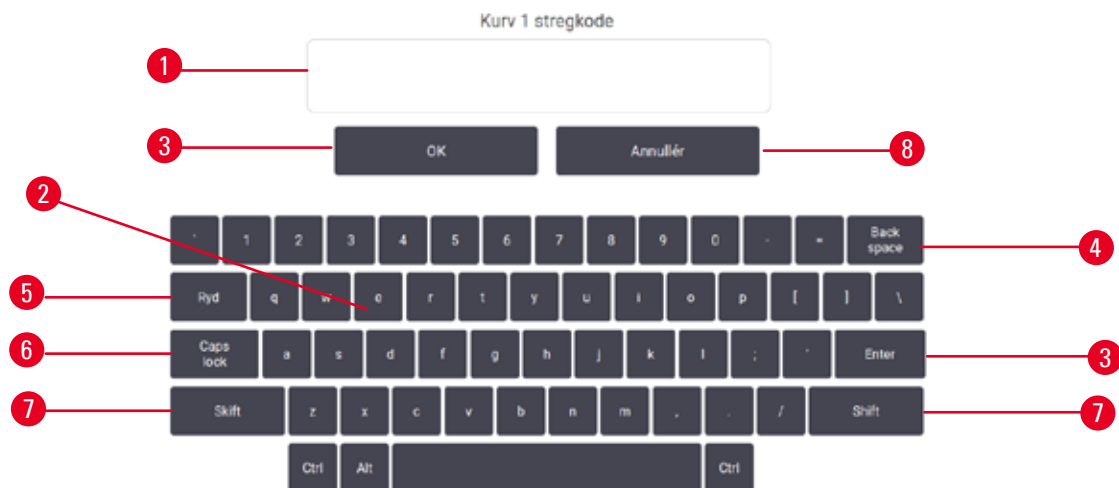 Kurv 1 stregkode
1
3 OK Annullér 8
2
` 1 2 3 4 5 6 7 8 9 0 - = Back space 4
5 Ryd q w e r t y u i o p [ ] \
6 Caps lock a s d f g h j k l ; ' Enter 3
7 Skift z x c v b n m , . / Shift 7
Ctrl Alt Ctrl